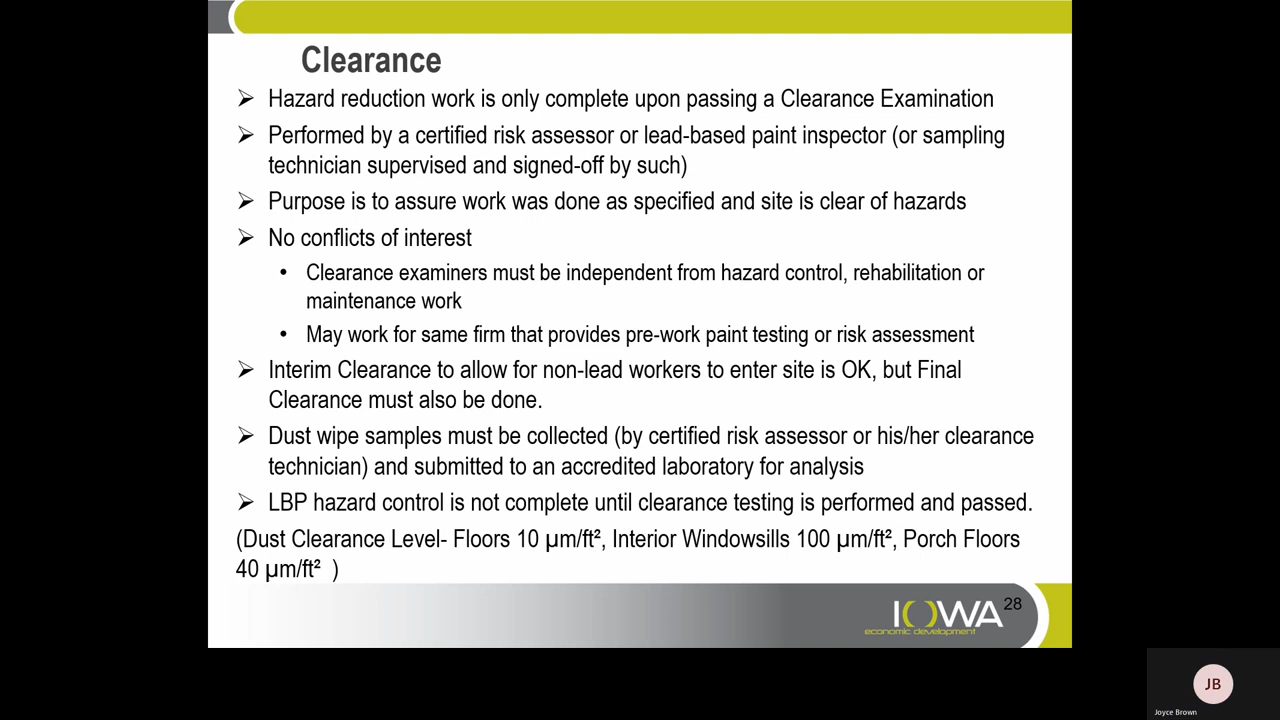 Clearance
➢ Hazard reduction work is only complete upon passing a Clearance Examination
➢ Performed by a certified risk assessor or lead-based paint inspector (or sampling
technician supervised and signed-off by such)
➢ Purpose is to assure work was done as specified and site is clear of hazards
➢ No conflicts of interest
• Clearance examiners must be independent from hazard control, rehabilitation or
maintenance work
• May work for same firm that provides pre-work paint testing or risk assessment
➢ Interim Clearance to allow for non-lead workers to enter site is OK, but Final
Clearance must also be done.
➢ Dust wipe samples must be collected (by certified risk assessor or his/her clearance
technician) and submitted to an accredited laboratory for analysis
➢ LBP hazard control is not complete until clearance testing is performed and passed.
(Dust Clearance Level- Floors 10 µm/ft², Interior Windowsills 100 µm/ft², Porch Floors
40 µm/ft² )
IOWA
economic development
28
JB
Joyce Brown